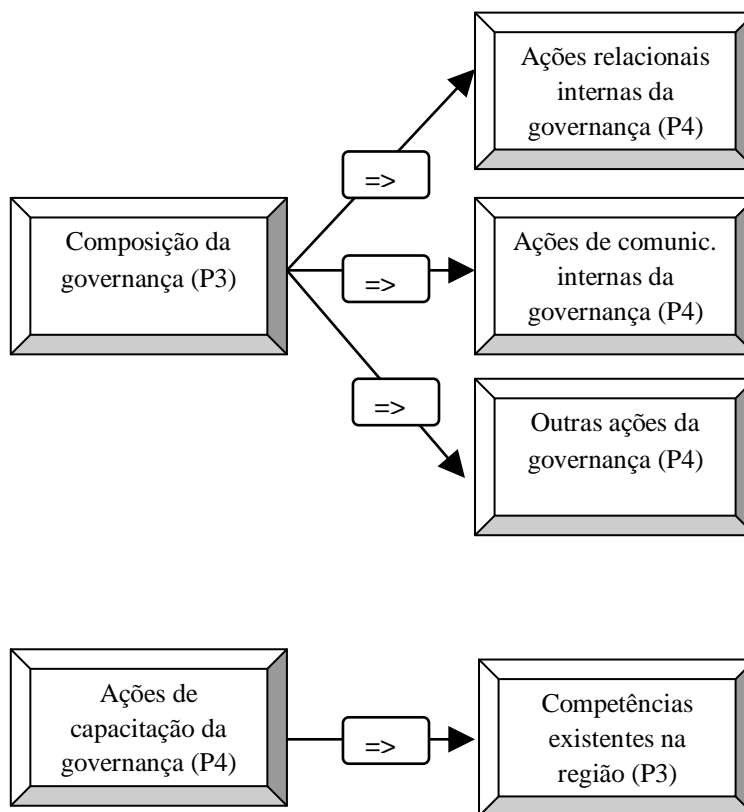 Ações relacionais
internas da
governança (P4)
=>
Composição da
governança (P3)
=>
Ações de comunic.
internas da
governança (P4)
=>
Outras ações da
governança (P4)
Ações de
capacitação da
governança (P4)
=>
Competências
existentes na
região (P3)